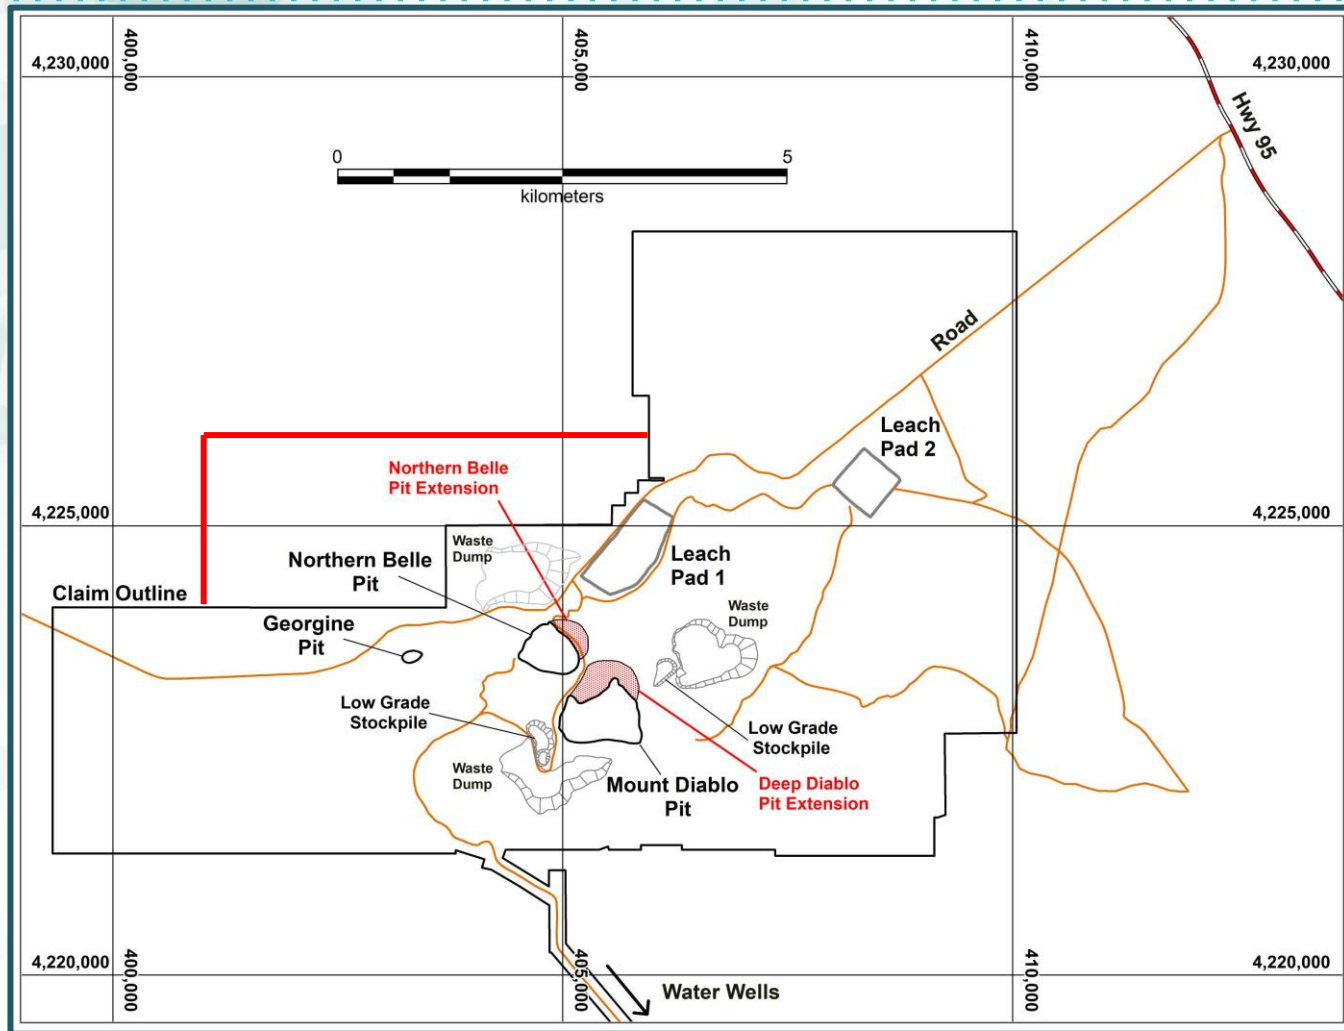 400,000
405,000
410,000
4,230,000
4,230,000
Hwy 95
0
5
kilometers
Road
Leach
Pad 2
Northern Belle
Pit Extension
4,225,000
4,225,000
Waste
Dump
Northern Belle
Pit
Leach
Pad 1
Claim Outline
Georgine
Pit
Waste
Dump
Low Grade
Stockpile
Low Grade
Stockpile
Waste
Dump
Mount Diablo
Pit
Deep Diablo
Pit Extension
4,220,000
400,000
405,000
410,000
4,220,000
Water Wells